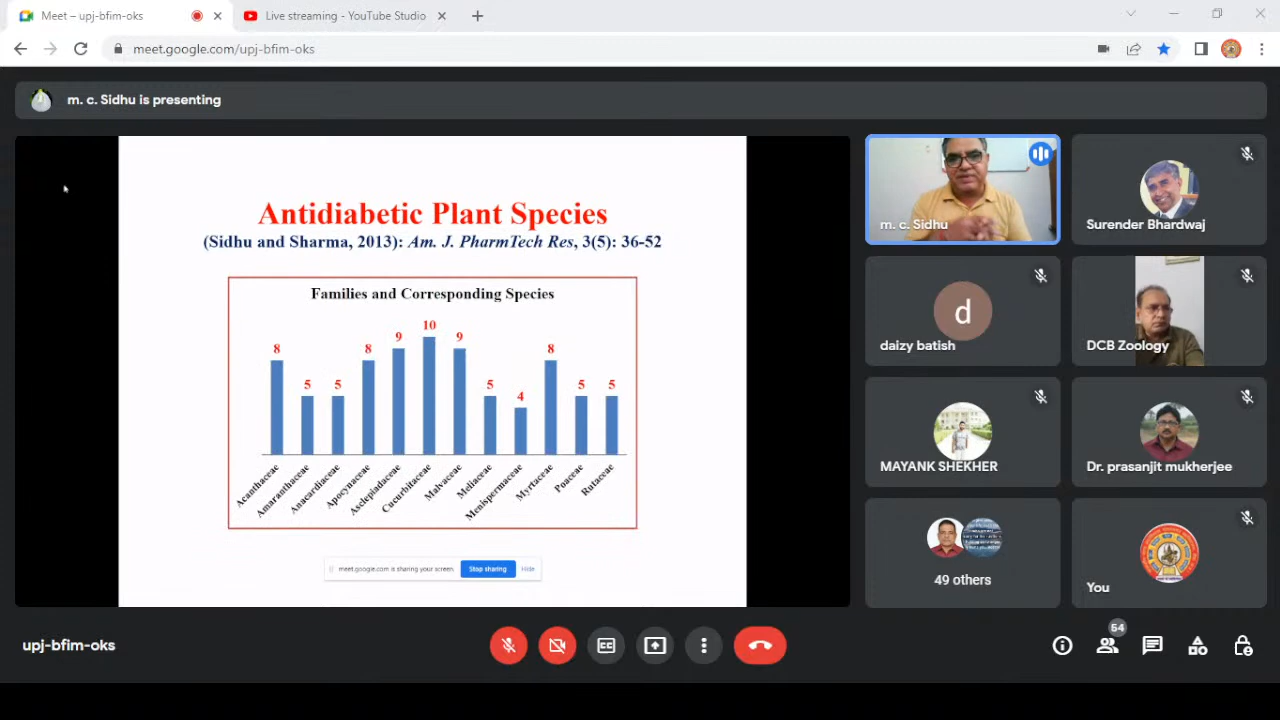 Meet – upj-bfim-oks
Live streaming - YouTube Studio
meet.google.com/upj-bfim-oks
m. c. Sidhu is presenting
Antidiabetic Plant Species
(Sidhu and Sharma, 2013): Am. J. PharmTech Res, 3(5): 36-52
Families and Corresponding Species
8 5 5 8 9 10 9 5 4 8 5 5
Acanthaceae
Amaranthaceae
Anacardiaceae
Apocynaceae
Asclepiaduceae
Cucurbitaceae
Malvaceae
Meliaceae
Menispermaceae
Myrtaceae
Poaceae
Rutaceae
meet.google.com is sharing your screen. Stop sharing Hide
m. c. Sidhu
Surender Bhardwaj
d
daizy batish
DCB Zoology
MAYANK SHEKHER
Dr. prasanjit mukherjee
49 others
You
upj-bfim-oks
CC
64